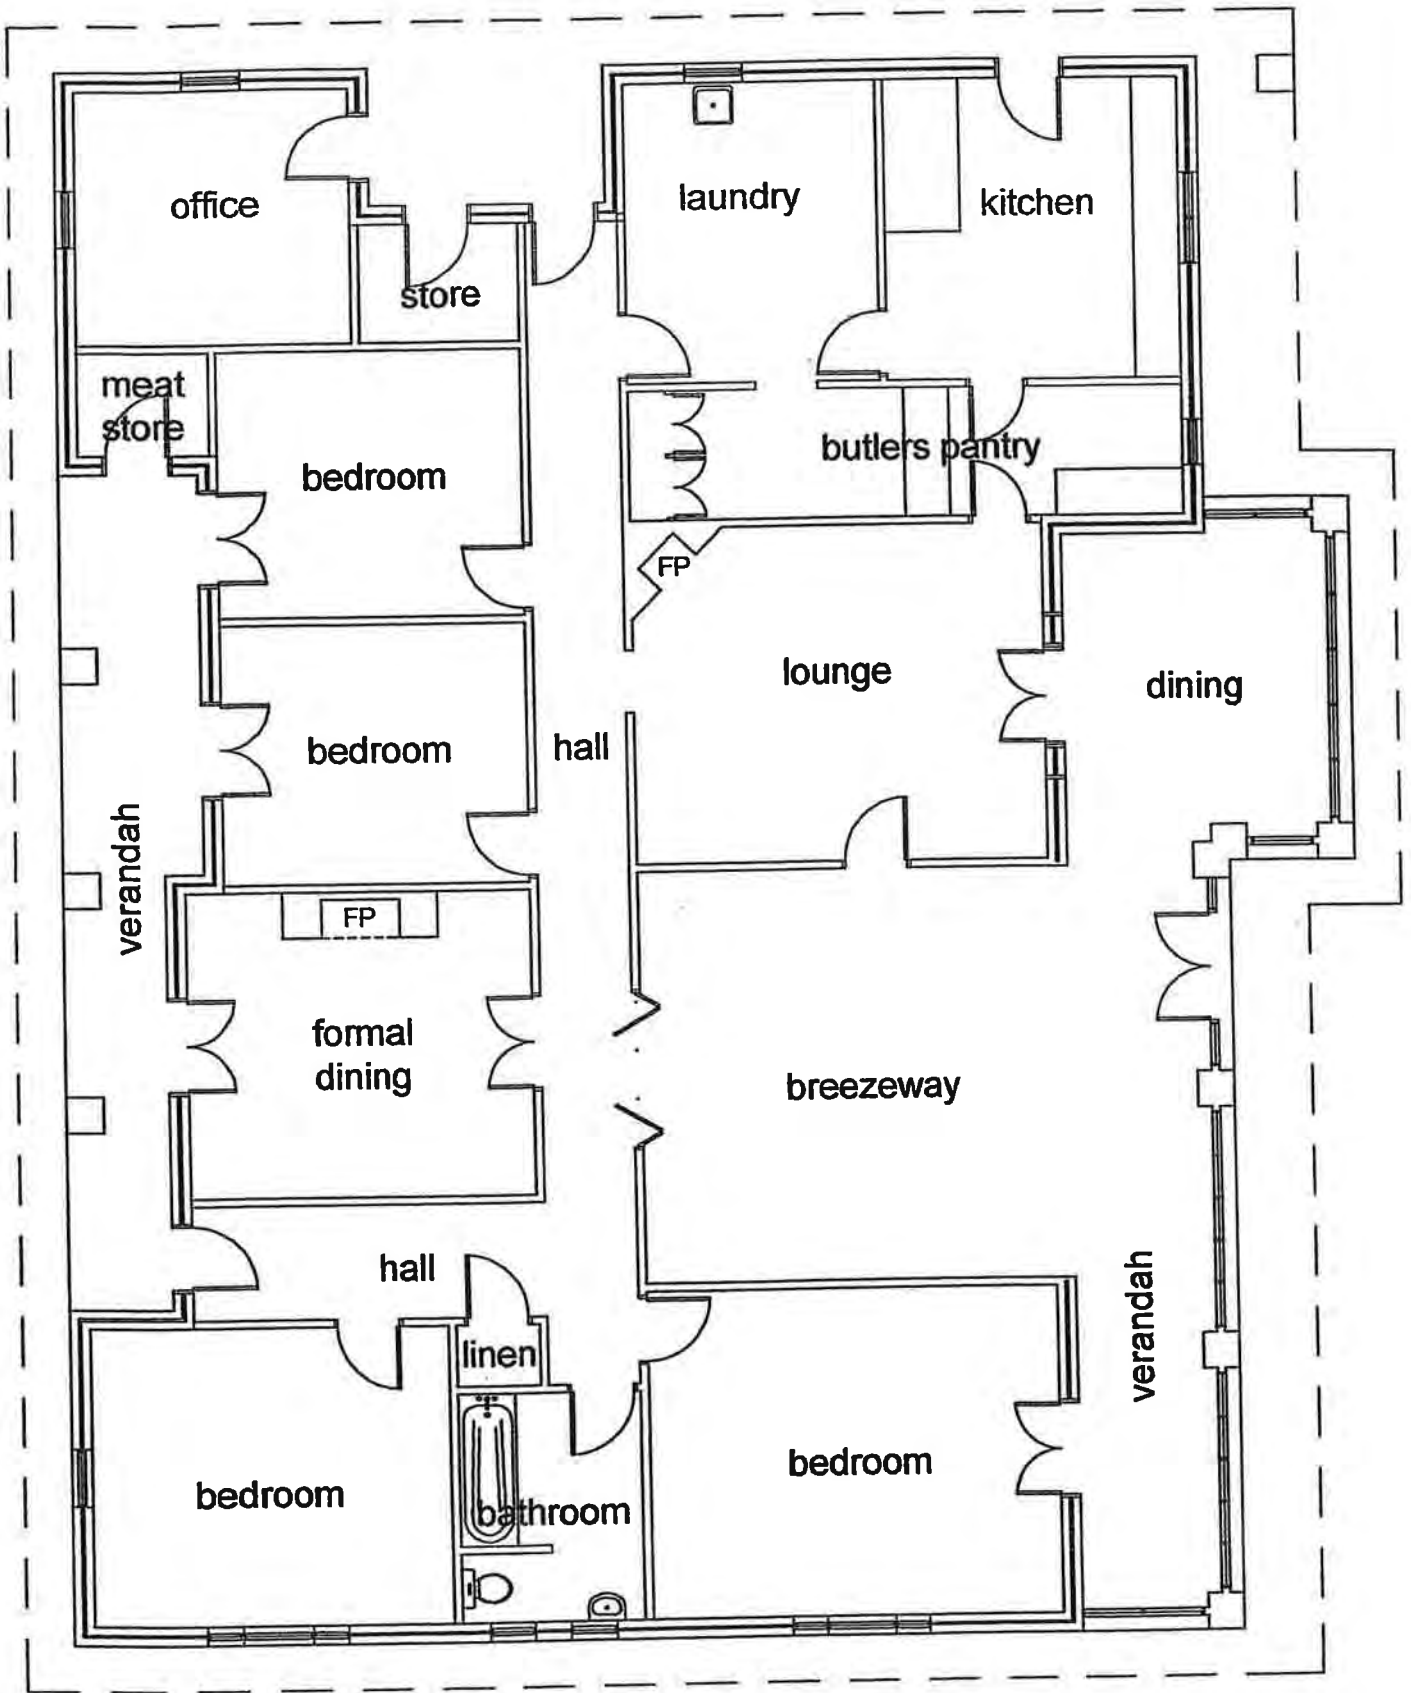 office
laundry
kitchen
store
meat
store
bedroom
butlers pantry
FP
lounge
dining
bedroom
hall
verandah
FP
formal
dining
breezeway
hall
verandah
linen
bedroom
bathroom
bedroom